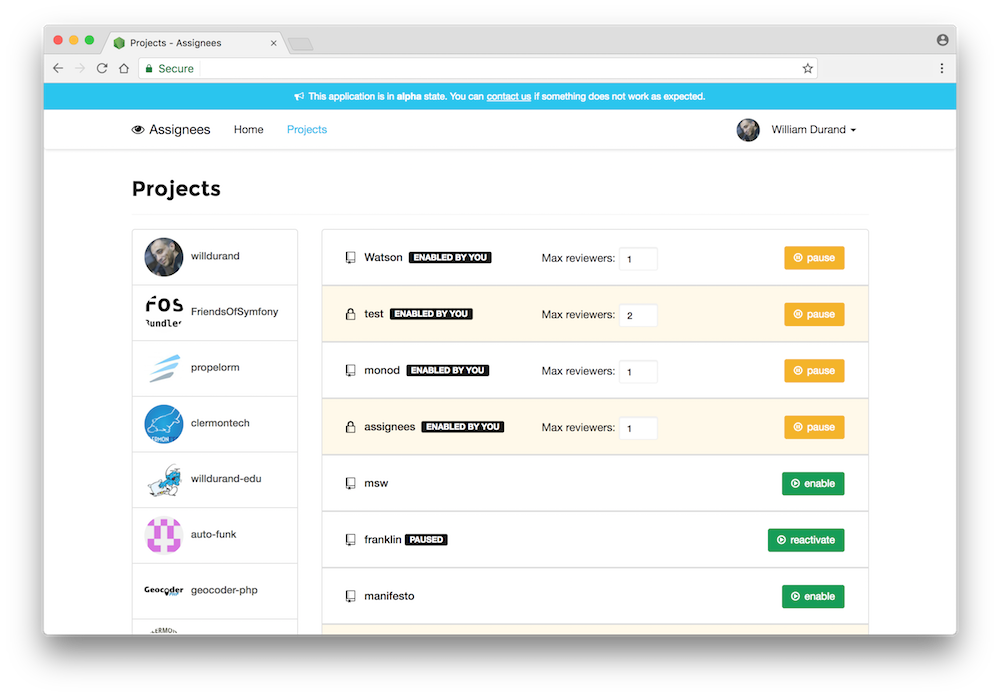 Projects - Assignees
Secure
This application is in alpha state. You can contact us if something does not work as expected.
Assignees Home Projects William Durand
Projects
willdurand
FOS
Bundles
FriendsOfSymfony
propelorm
clermontech
willdurand-edu
auto-funk
Geocoder
geocoder-php
Watson ENABLED BY YOU Max reviewers: 1 pause
test ENABLED BY YOU Max reviewers: 2 pause
monod ENABLED BY YOU Max reviewers: 1 pause
assignees ENABLED BY YOU Max reviewers: 1 pause
msw enable
franklin PAUSED reactivate
manifesto enable